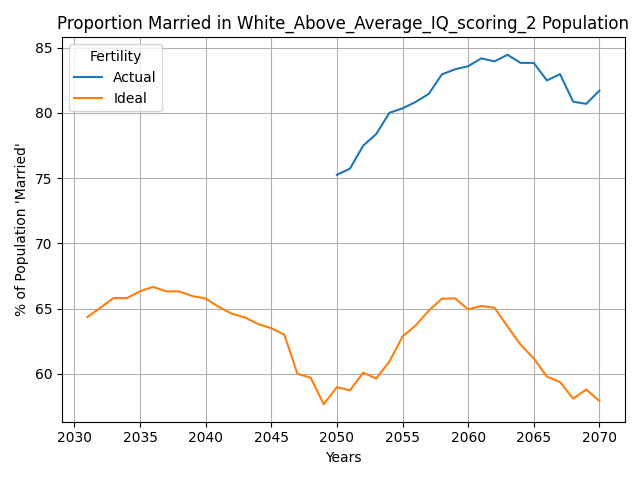 Proportion Married in White_Above_Average_IQ_scoring_2 Population
Fertility
Actual
Ideal
% of Population 'Married'
85
80
75
70
65
60
2030
2035
2040
2045
2050
2055
2060
2065
2070
Years